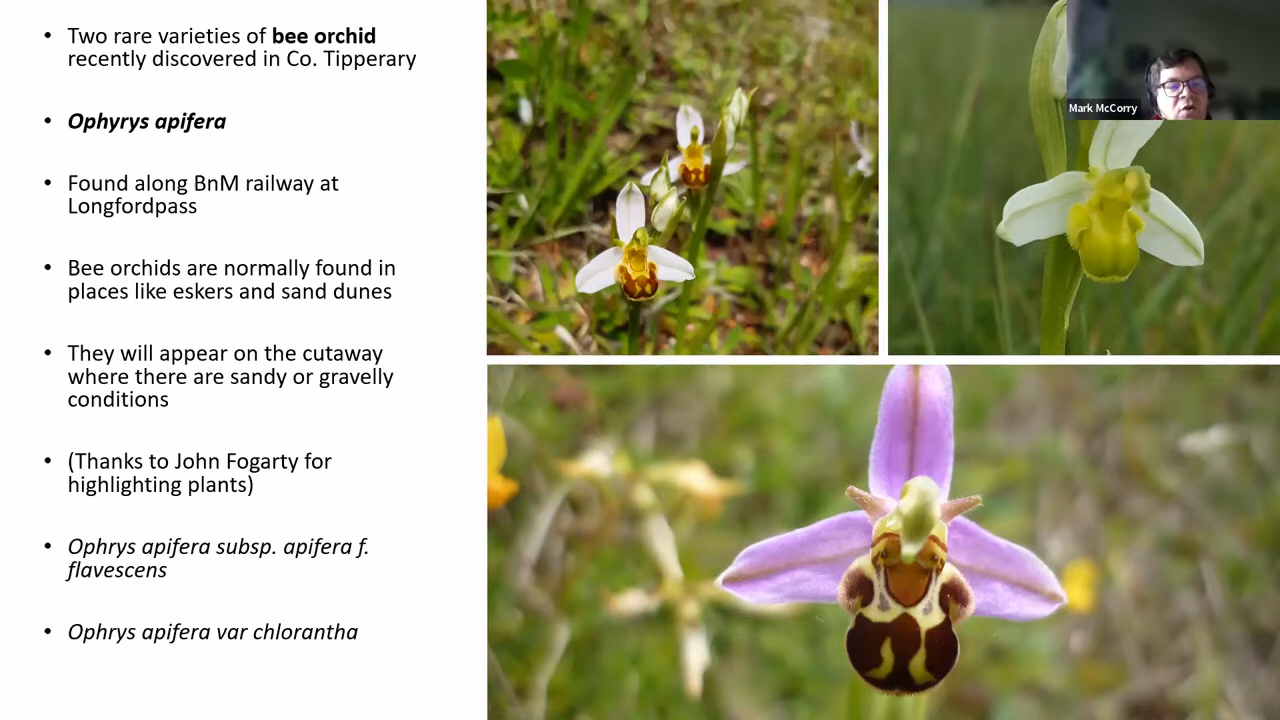 Two rare varieties of bee orchid
recently discovered in Co. Tipperary
Ophyrys apifera
Found along BnM railway at
Longfordpass
Bee orchids are normally found in
places like eskers and sand dunes
They will appear on the cutaway
where there are sandy or gravelly
conditions
(Thanks to John Fogarty for
highlighting plants)
Ophrys apifera subsp. apifera f.
flavescens
Ophrys apifera var chlorantha
Mark McCorry